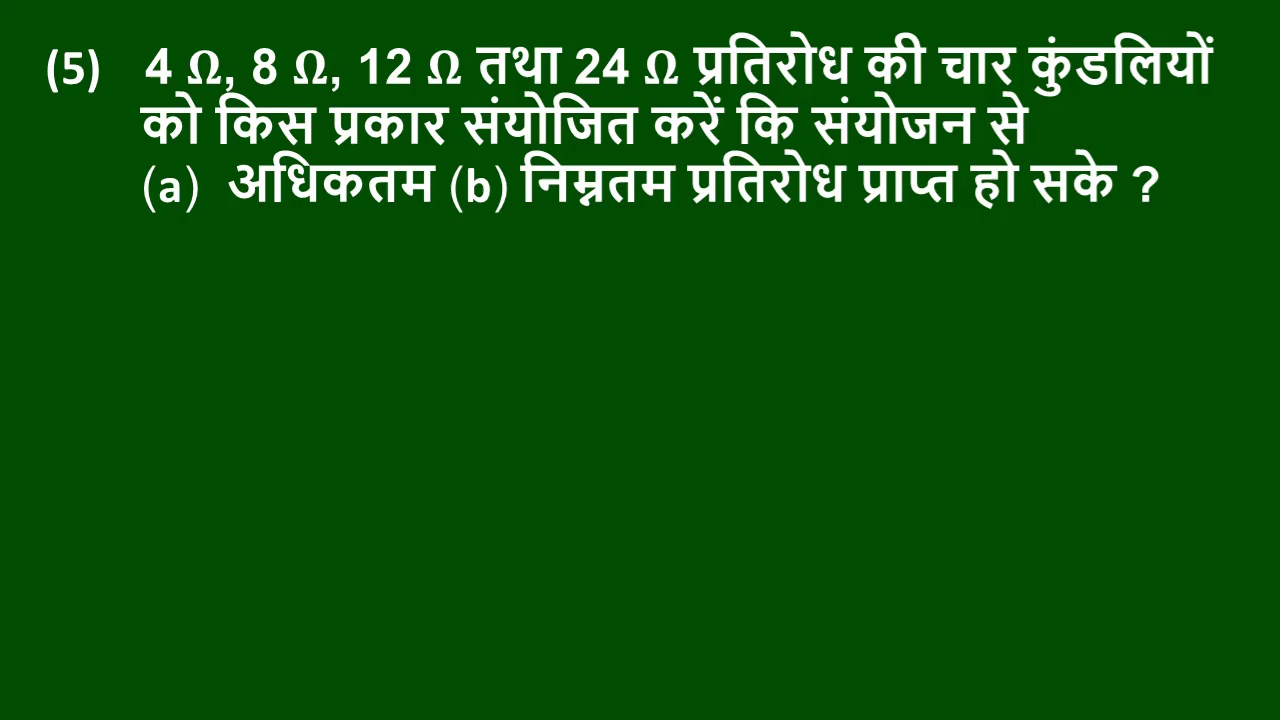 (5) 4 Ω, 8 Ω, 12 Ω तथा 24 Ω प्रतिरोध की चार कुंडलियों
को किस प्रकार संयोजित करें कि संयोजन से
(a) अधिकतम (b) निम्नतम प्रतिरोध प्राप्त हो सके ?